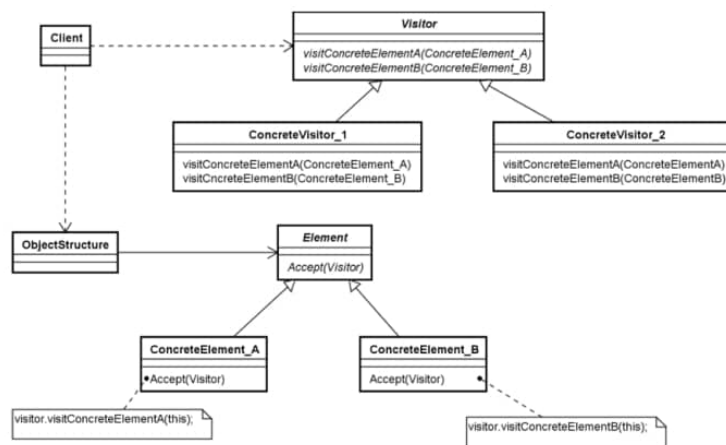 Client
Visitor
visitConcreteElementA(ConcreteElement_A)
visitConcreteElementB(ConcreteElement_B)
ConcreteVisitor_1
visitConcreteElementA(ConcreteElement_A)
visitCncreteElementB(ConcreteElement_B)
ConcreteVisitor_2
visitConcreteElementA(ConcreteElementA)
visitConcreteElementB(ConcreteElementB)
ObjectStructure
Element
Accept(Visitor)
ConcreteElement_A
Accept(Visitor)
ConcreteElement_B
Accept(Visitor)
visitor.visitConcreteElementA(this);
visitor.visitConcreteElementB(this);